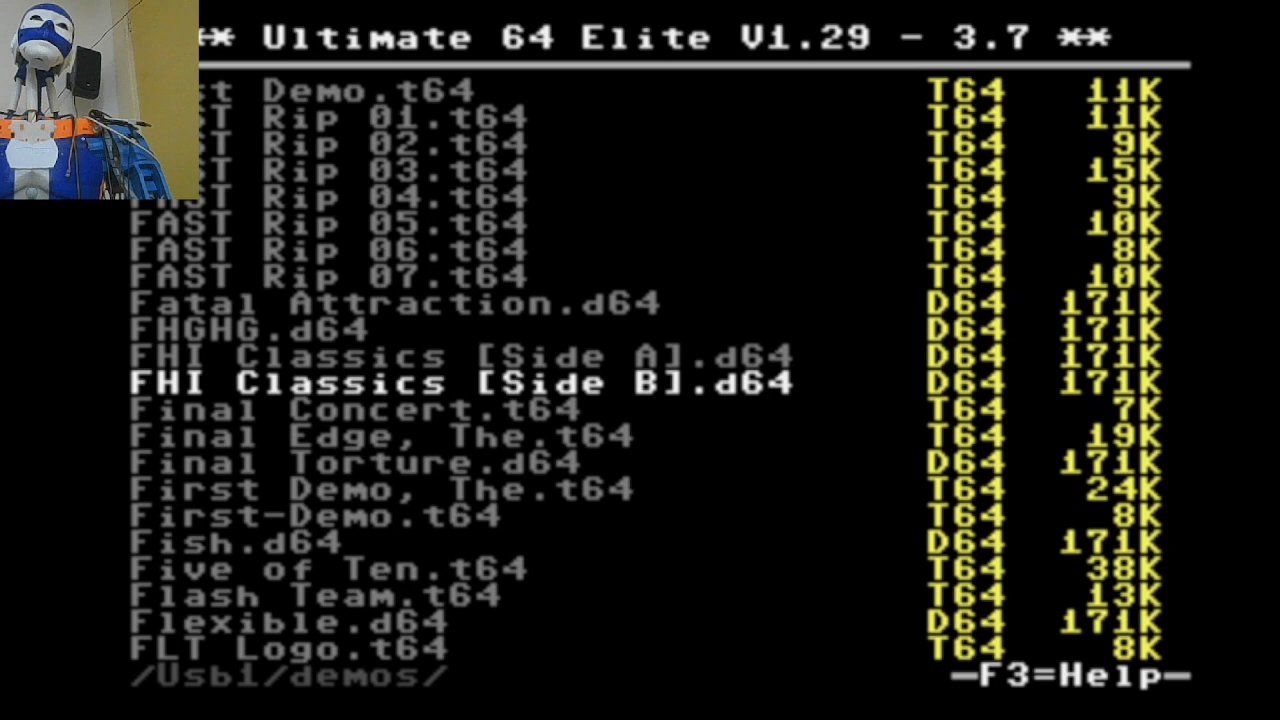 ** Ultimate 64 Elite V1.29 - 3.7 **
st Demo.t64 T64 11K
ST Rip 01.t64 T64 11K
ST Rip 02.t64 T64 9K
ST Rip 03.t64 T64 15K
FAST Rip 04.t64 T64 9K
FAST Rip 05.t64 T64 10K
FAST Rip 06.t64 T64 8K
FAST Rip 07.t64 T64 10K
Fatal Attraction.d64 D64 171K
FHGHG.d64 D64 171K
FHI Classics [Side A].d64 D64 171K
FHI Classics [Side B].d64 D64 171K
Final Concert.t64 T64 7K
Final Edge, The.t64 T64 19K
Final Torture.d64 D64 171K
First Demo, The.t64 T64 24K
First-Demo.t64 T64 8K
Fish.d64 D64 171K
Five of Ten.t64 T64 38K
Flash Team.t64 T64 13K
Flexible.d64 D64 171K
FLT Logo.t64 T64 8K
/Usb1/demos/ F3=Help